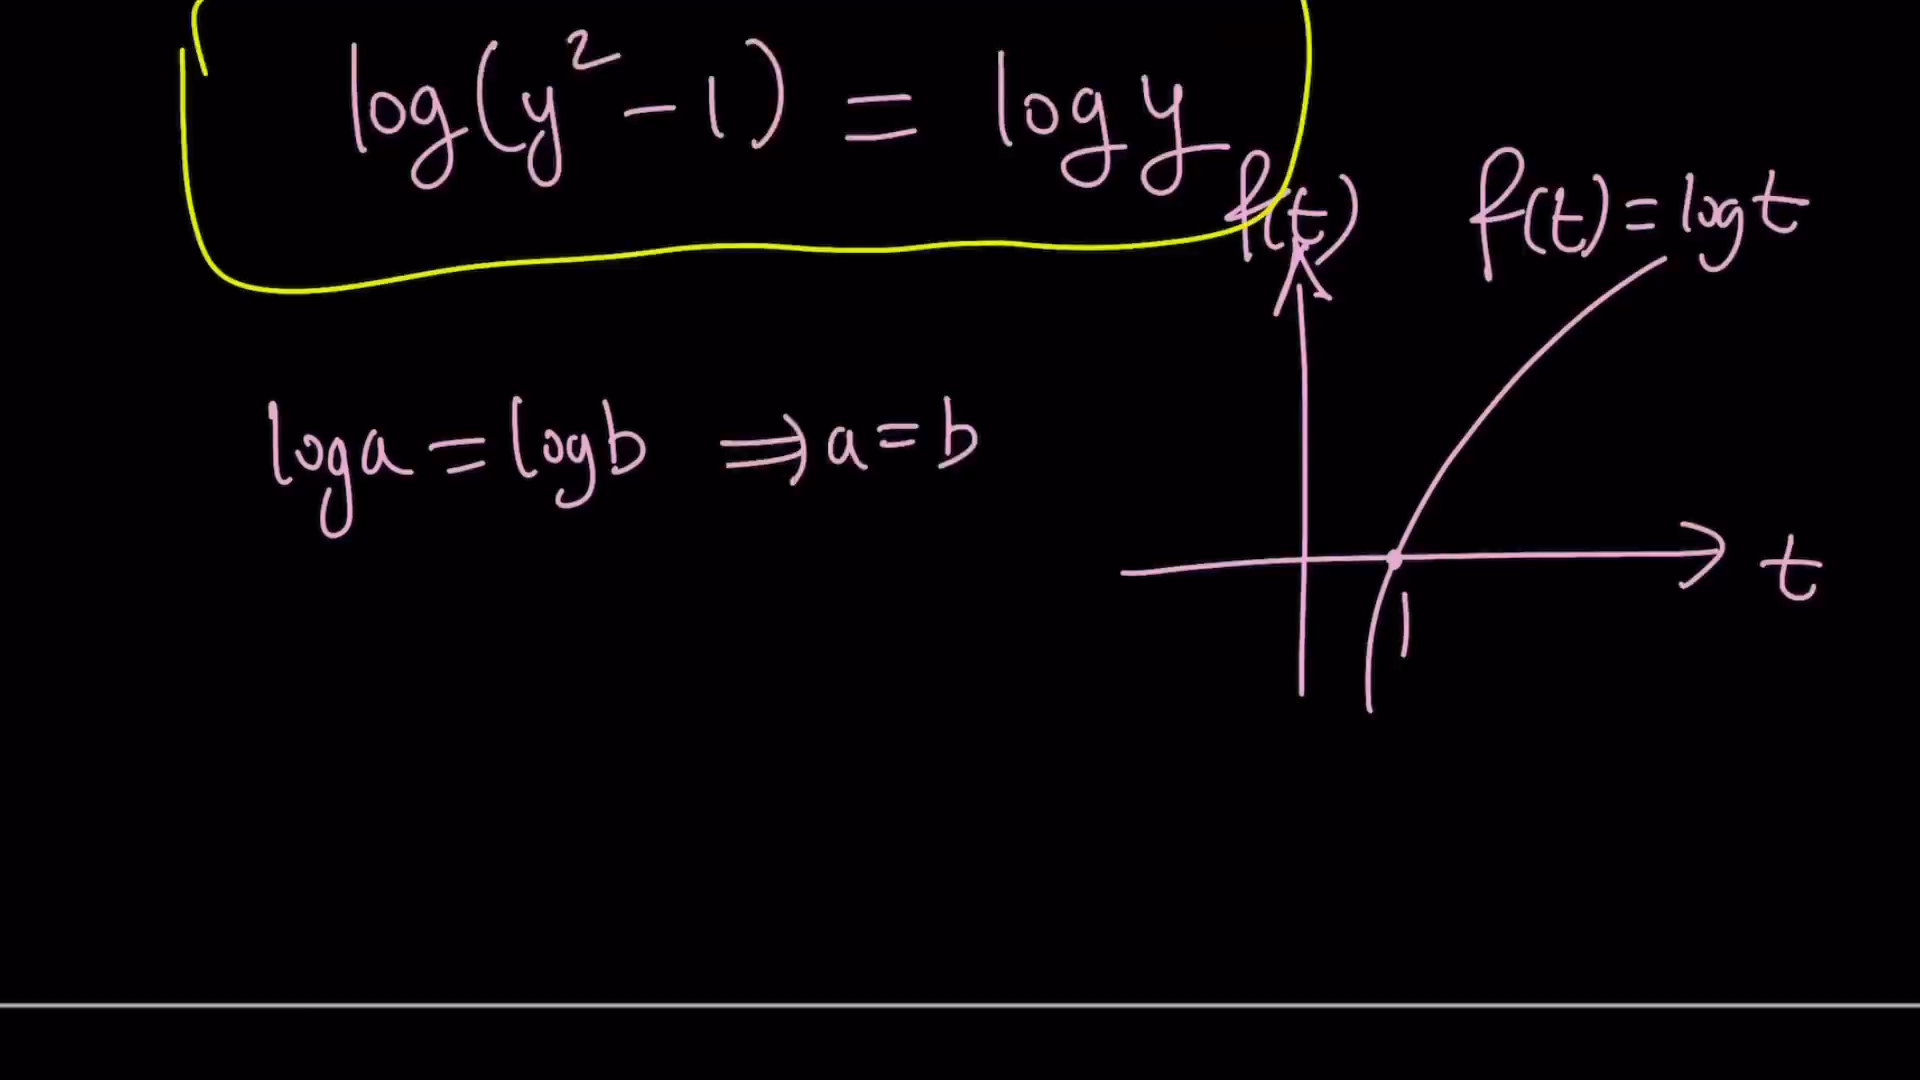 log(y² - 1) = log y
f(t)
f(t) = log t
log a = log b ⇒ a = b
t
1